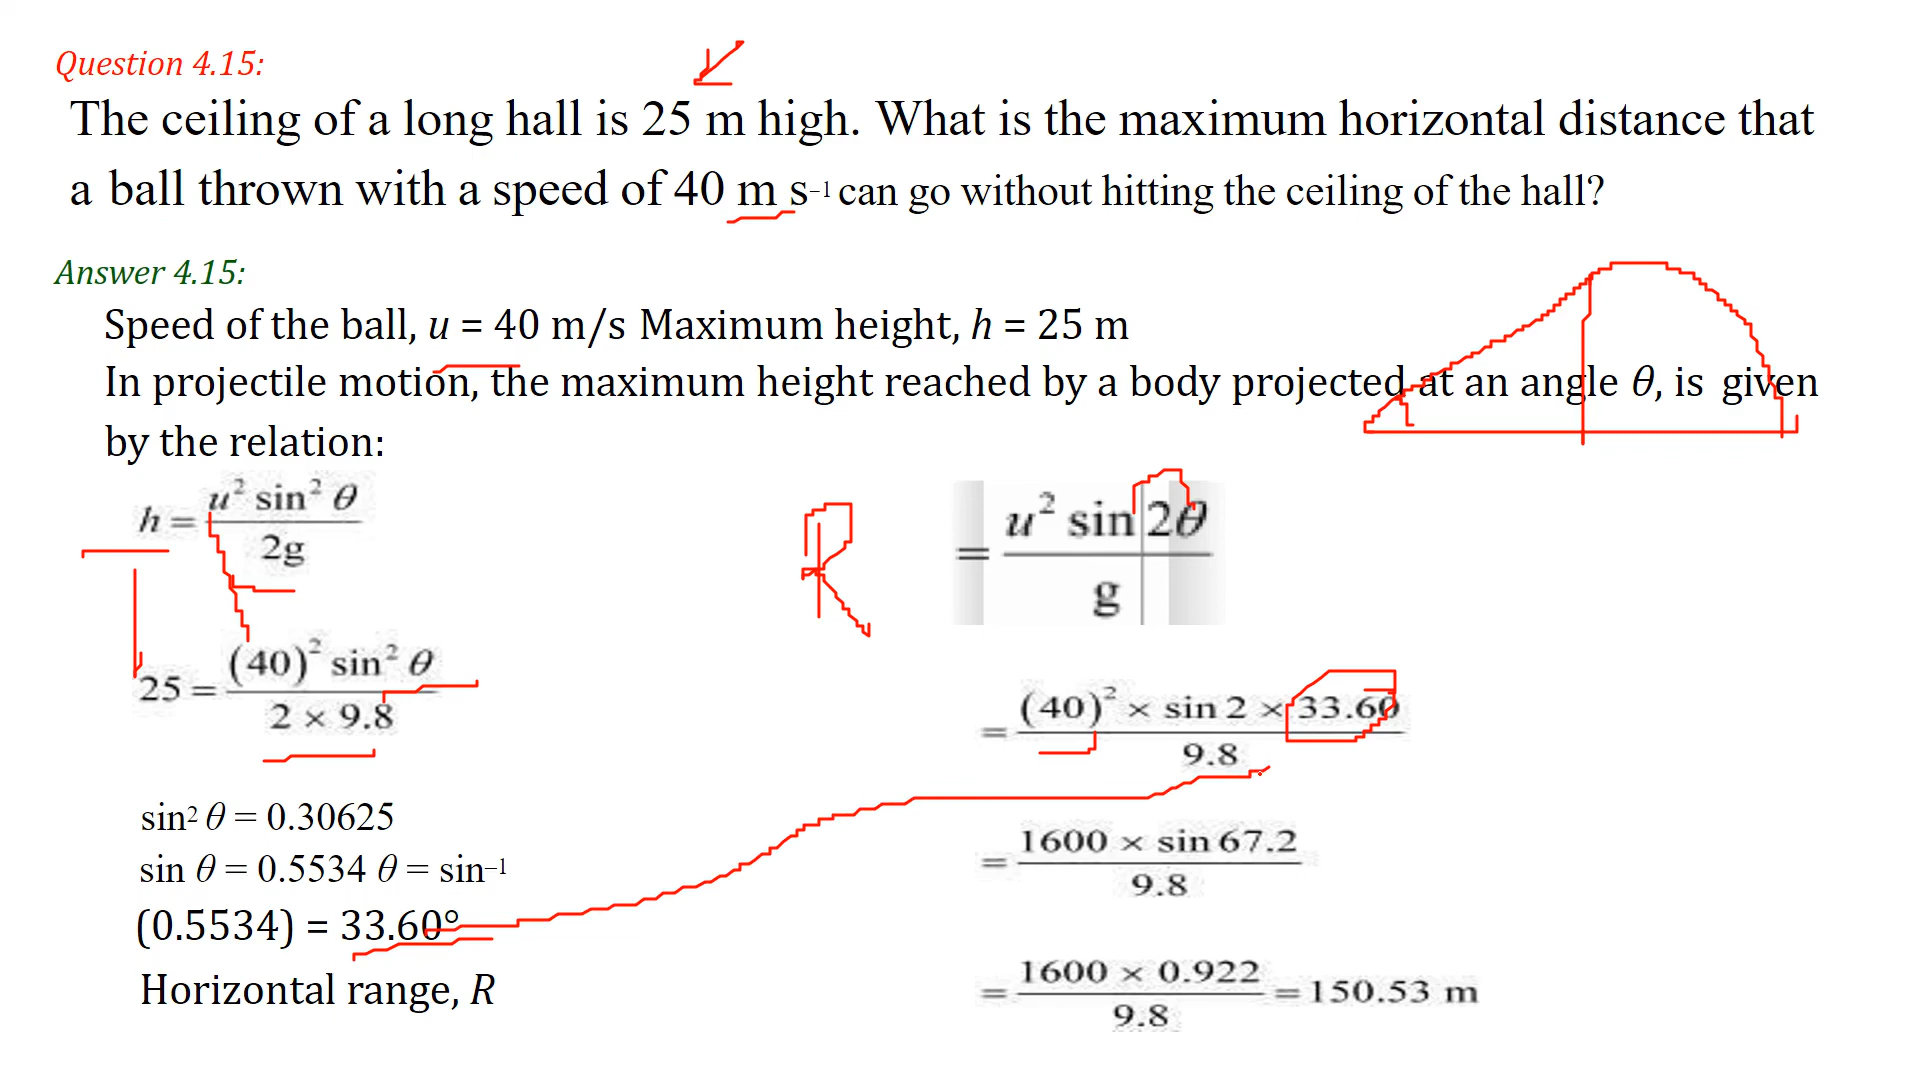 Question 4.15:
The ceiling of a long hall is 25 m high. What is the maximum horizontal distance that
a ball thrown with a speed of 40 m s⁻¹ can go without hitting the ceiling of the hall?
Answer 4.15:
Speed of the ball, u = 40 m/s Maximum height, h = 25 m
In projectile motion, the maximum height reached by a body projected at an angle θ, is given
by the relation:
h = u² sin² θ / 2g
25 = (40)² sin² θ / 2 × 9.8
sin² θ = 0.30625
sin θ = 0.5534 θ = sin⁻¹
(0.5534) = 33.60°
Horizontal range, R
R = u² sin 2θ / g
= (40)² × sin 2 × 33.60 / 9.8
= 1600 × sin 67.2 / 9.8
= 1600 × 0.922 / 9.8 = 150.53 m